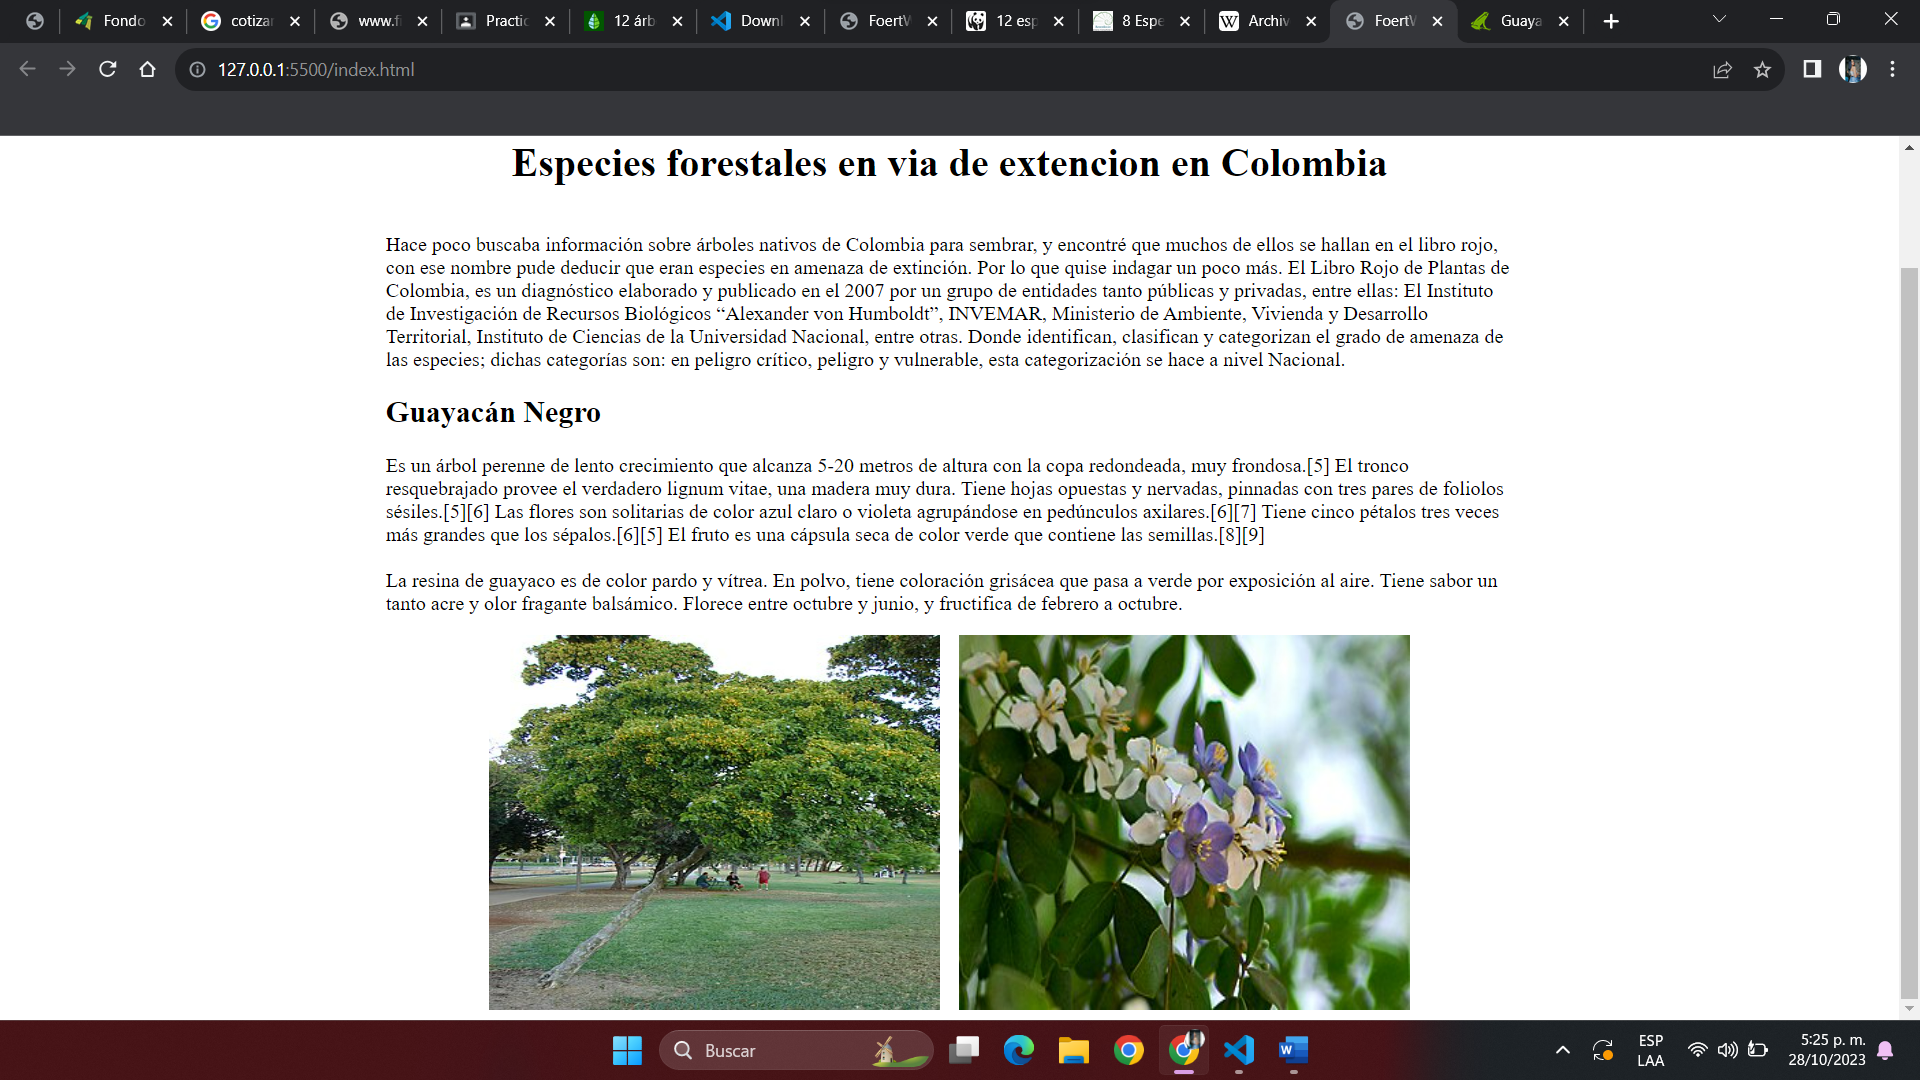 Fondo
cotizar
www.fi
Practic
12 árb
Downl
FoertW
12 esp
8 Espe
Archiv
FoertW
Guaya
127.0.0.1:5500/index.html
Especies forestales en via de extencion en Colombia
Hace poco buscaba información sobre árboles nativos de Colombia para sembrar, y encontré que muchos de ellos se hallan en el libro rojo,
con ese nombre pude deducir que eran especies en amenaza de extinción. Por lo que quise indagar un poco más. El Libro Rojo de Plantas de
Colombia, es un diagnóstico elaborado y publicado en el 2007 por un grupo de entidades tanto públicas y privadas, entre ellas: El Instituto
de Investigación de Recursos Biológicos “Alexander von Humboldt”, INVEMAR, Ministerio de Ambiente, Vivienda y Desarrollo
Territorial, Instituto de Ciencias de la Universidad Nacional, entre otras. Donde identifican, clasifican y categorizan el grado de amenaza de
las especies; dichas categorías son: en peligro crítico, peligro y vulnerable, esta categorización se hace a nivel Nacional.
Guayacán Negro
Es un árbol perenne de lento crecimiento que alcanza 5-20 metros de altura con la copa redondeada, muy frondosa.[5] El tronco
resquebrajado provee el verdadero lignum vitae, una madera muy dura. Tiene hojas opuestas y nervadas, pinnadas con tres pares de foliolos
sésiles.[5][6] Las flores son solitarias de color azul claro o violeta agrupándose en pedúnculos axilares.[6][7] Tiene cinco pétalos tres veces
más grandes que los sépalos.[6][5] El fruto es una cápsula seca de color verde que contiene las semillas.[8][9]
La resina de guayaco es de color pardo y vítrea. En polvo, tiene coloración grisácea que pasa a verde por exposición al aire. Tiene sabor un
tanto acre y olor fragante balsámico. Florece entre octubre y junio, y fructifica de febrero a octubre.
Buscar
ESP
LAA
5:25 p. m.
28/10/2023